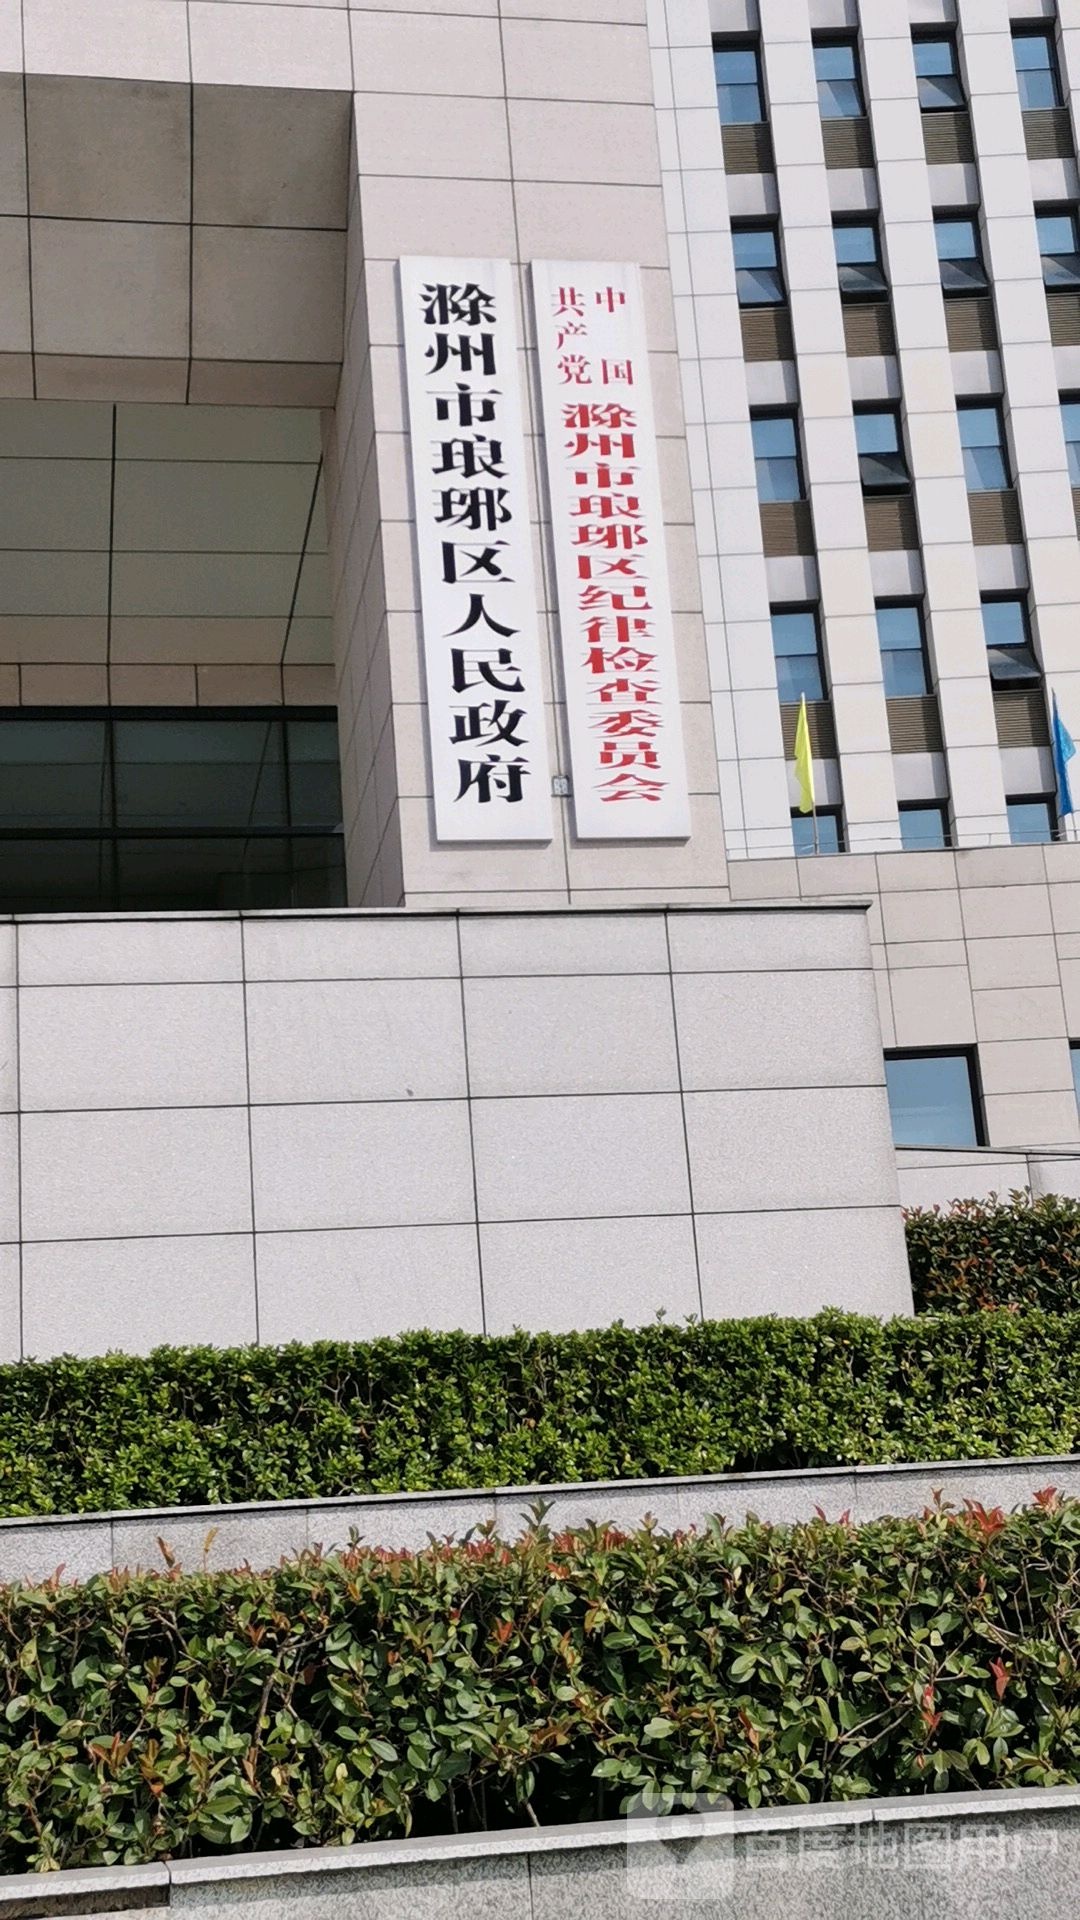 滁州市琅琊区人民政府
中国
共产党
滁州市琅琊区纪律检查委员会
百度地图用户